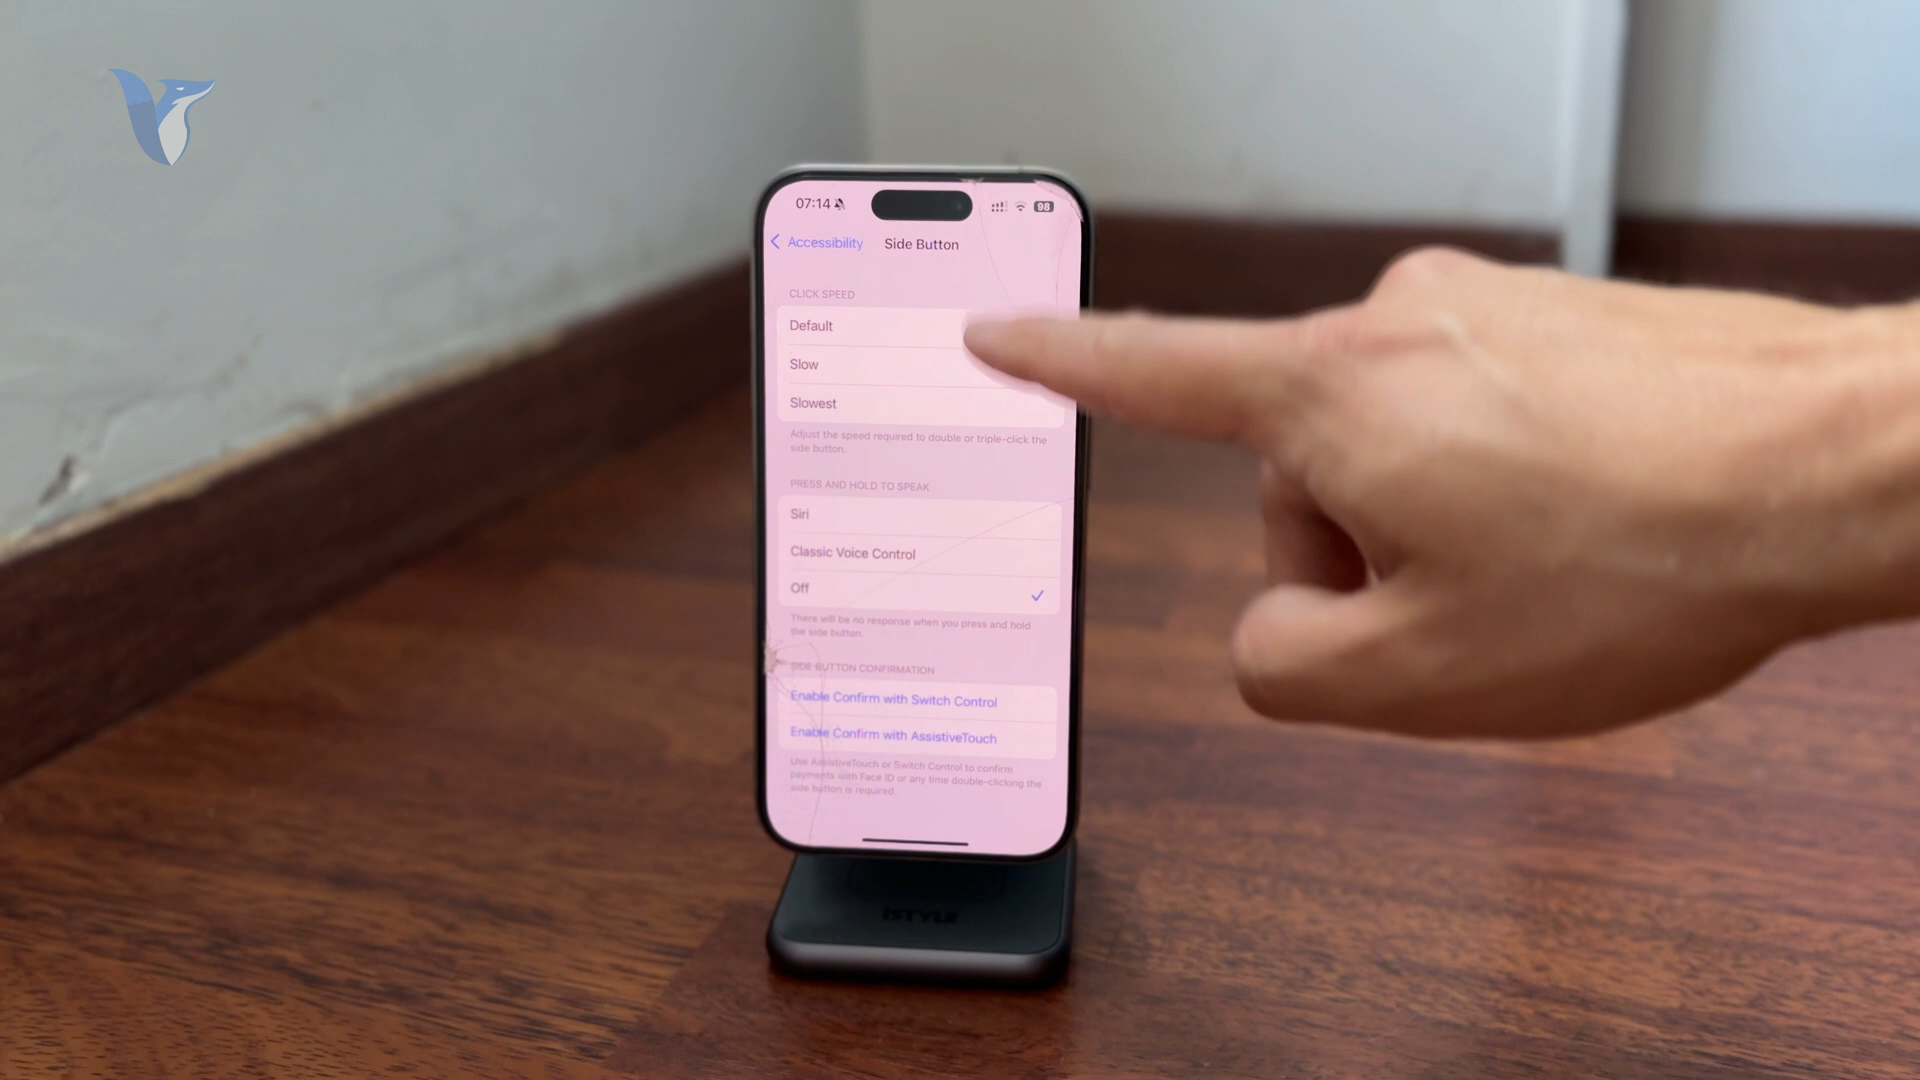 07:14
98
Accessibility
Side Button
CLICK SPEED
Default
Slow
Slowest
Adjust the speed required to double or triple-click the
side button.
PRESS AND HOLD TO SPEAK
Siri
Classic Voice Control
Off
There will be no response when you press and hold
the side button.
SIDE BUTTON CONFIRMATION
Enable Confirm with Switch Control
Enable Confirm with AssistiveTouch
Use AssistiveTouch or Switch Control to confirm
payments with Face ID or any time double-clicking the
side button is required.
iSTYLE